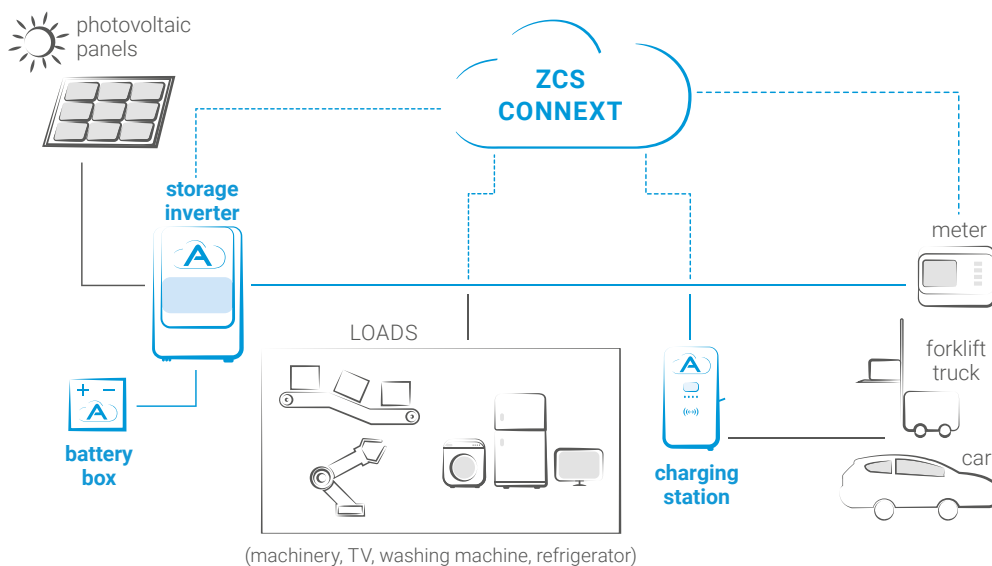 photovoltaic
panels
ZCS
CONNEXT
storage
inverter
meter
LOADS
forklift
truck
battery
box
charging
station
car
(machinery, TV, washing machine, refrigerator)